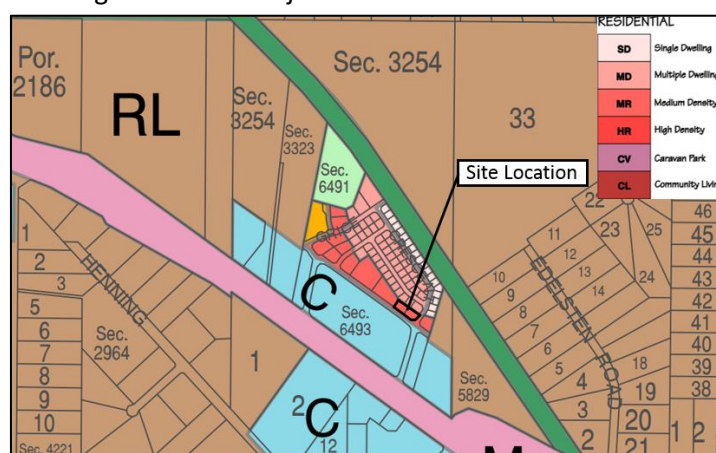 RESIDENTIAL
SD Single Dwelling
MD Multiple Dwelling
MR Medium Density
HR High Density
CV Caravan Park
CL Community Livin
Por.
2186
RL
Sec.
3254
Sec. 3254
Sec.
3323
Sec.
6491
33
Site Location
C
Sec.
6493
HENNING
1
2
3
5
6
7
8
9
10
Sec.
2964
Sec. 4221
1
2
C
12
Sec.
5829
EDELSTEN ROAD
22
23
25
24
11
12
13
14
10
9
8
7
6
5
4
3
2
18
19
20
21
46
45
44
43
42
41
40
39
38
1
2